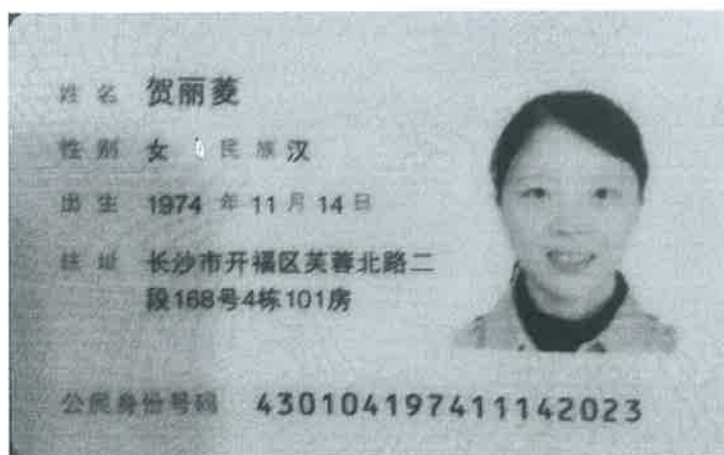 姓名 贺丽菱
性别 女 民族 汉
出生 1974 年 11 月 14 日
住址 长沙市开福区芙蓉北路二
段168号4栋101房
公民身份号码 430104197411142023